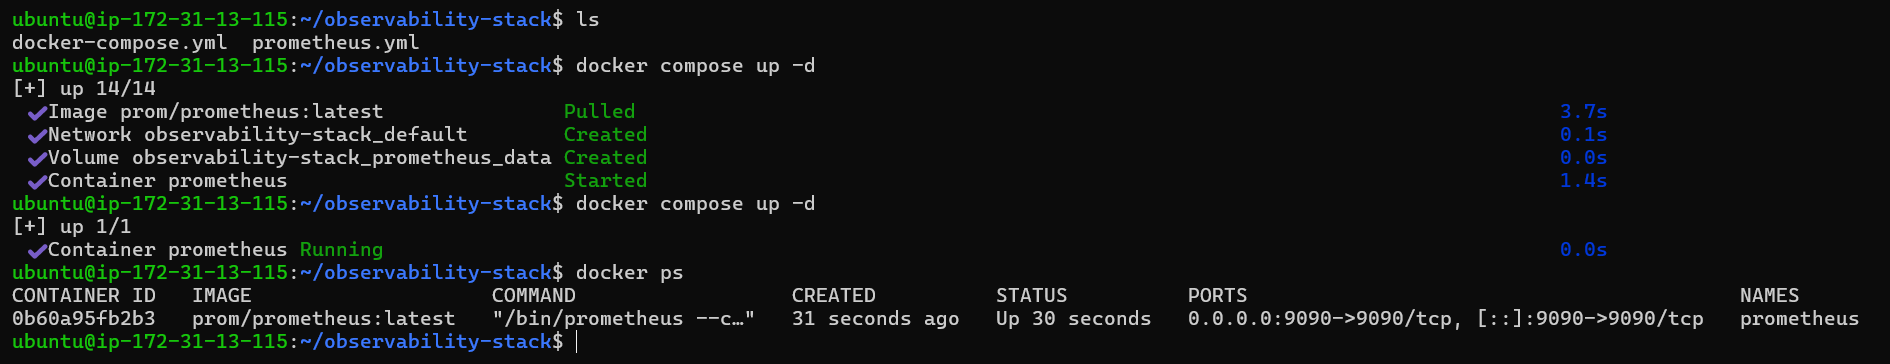 ubuntu@ip-172-31-13-115:~/observability-stack$ ls
docker-compose.yml  prometheus.yml
ubuntu@ip-172-31-13-115:~/observability-stack$ docker compose up -d
[+] up 14/14
✔Image prom/prometheus:latest               Pulled                                                                             3.7s
✔Network observability-stack_default        Created                                                                            0.1s
✔Volume observability-stack_prometheus_data Created                                                                            0.0s
✔Container prometheus                       Started                                                                            1.4s
ubuntu@ip-172-31-13-115:~/observability-stack$ docker compose up -d
[+] up 1/1
✔Container prometheus Running                                                                                                  0.0s
ubuntu@ip-172-31-13-115:~/observability-stack$ docker ps
CONTAINER ID   IMAGE                    COMMAND                  CREATED          STATUS          PORTS                                         NAMES
0b60a95fb2b3   prom/prometheus:latest   "/bin/prometheus --c…"   31 seconds ago   Up 30 seconds   0.0.0.0:9090->9090/tcp, [::]:9090->9090/tcp   prometheus
ubuntu@ip-172-31-13-115:~/observability-stack$